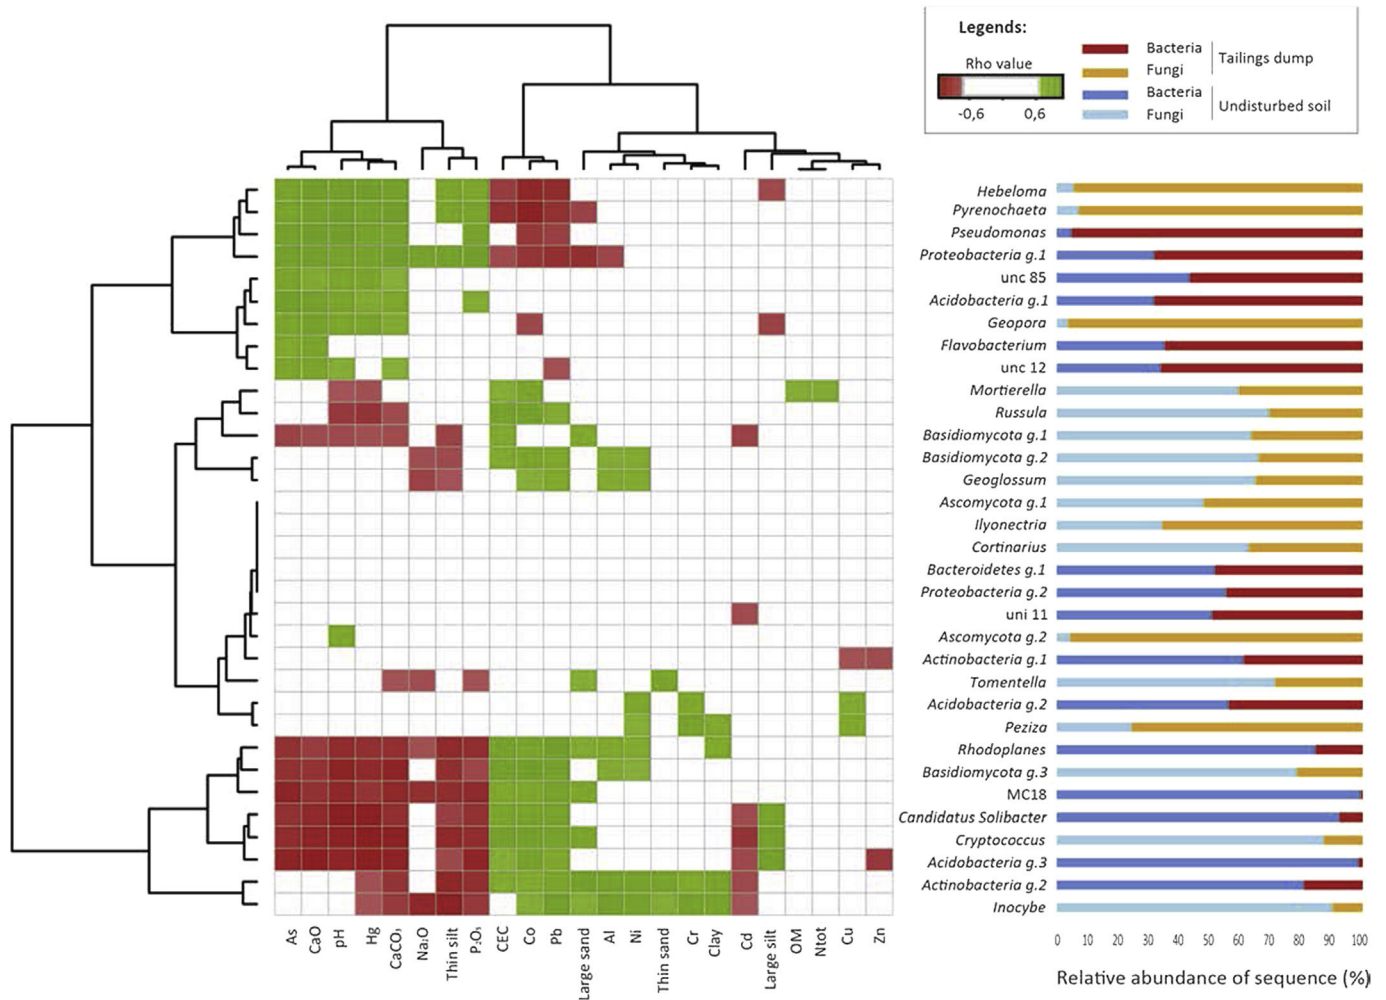 Legends:
Rho value
-0,6 0,6
Bacteria
Fungi
Tailings dump
Bacteria
Fungi
Undisturbed soil
Hebeloma
Pyrenochaeta
Pseudomonas
Proteobacteria g.1
unc 85
Acidobacteria g.1
Geopora
Flavobacterium
unc 12
Mortierella
Russula
Basidiomycota g.1
Basidiomycota g.2
Geoglossum
Ascomycota g.1
Ilyonectria
Cortinarius
Bacteroidetes g.1
Proteobacteria g.2
uni 11
Ascomycota g.2
Actinobacteria g.1
Tomentella
Acidobacteria g.2
Peziza
Rhodoplanes
Basidiomycota g.3
MC18
Candidatus Solibacter
Cryptococcus
Acidobacteria g.3
Actinobacteria g.2
Inocybe
As
CaO
pH
Hg
CaCO₃
Na₂O
Thin silt
P₂O₅
CEC
Co
Pb
Large sand
Al
Ni
Thin sand
Cr
Clay
Cd
Large silt
OM
Ntot
Cu
Zn
0 10 20 30 40 50 60 70 80 90 100
Relative abundance of sequence (%)